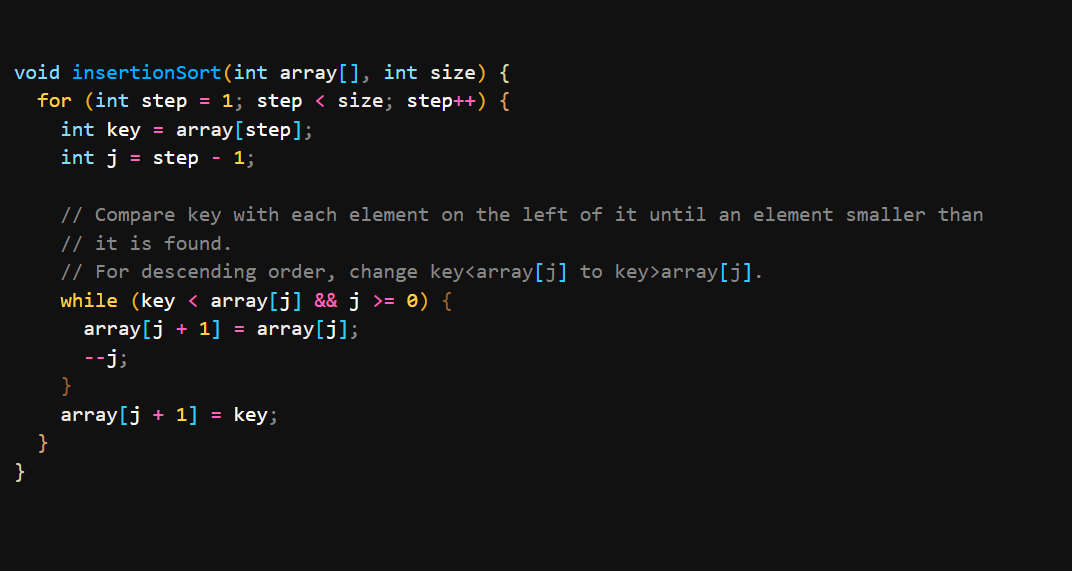 void insertionSort(int array[], int size) {
  for (int step = 1; step < size; step++) {
    int key = array[step];
    int j = step - 1;

    // Compare key with each element on the left of it until an element smaller than
    // it is found.
    // For descending order, change key<array[j] to key>array[j].
    while (key < array[j] && j >= 0) {
      array[j + 1] = array[j];
      --j;
    }
    array[j + 1] = key;
  }
}